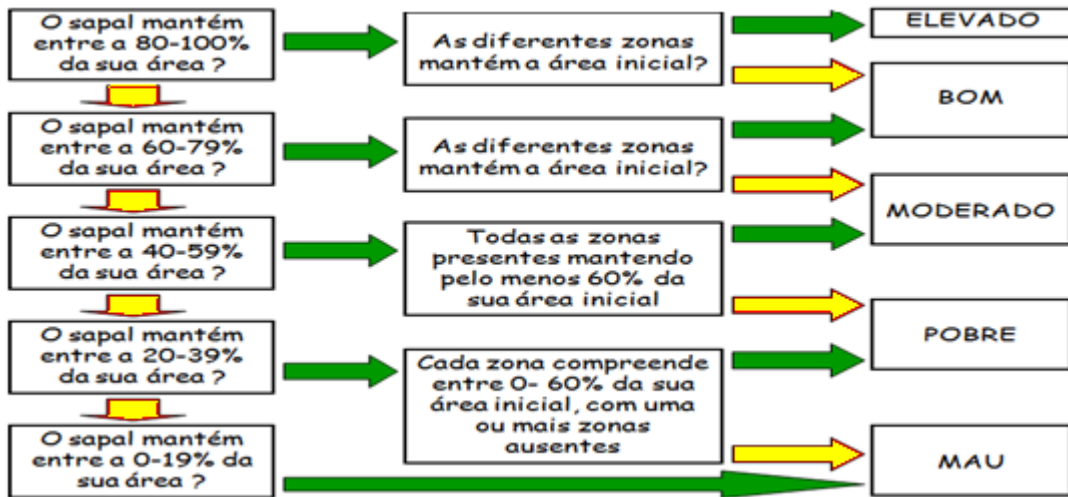 O sapal mantém
entre a 80-100%
da sua área ?
As diferentes zonas
mantém a área inicial?
ELEVADO
BOM
O sapal mantém
entre a 60-79%
da sua área ?
As diferentes zonas
mantém a área inicial?
MODERADO
O sapal mantém
entre a 40-59%
da sua área ?
Todas as zonas
presentes mantendo
pelo menos 60% da
sua área inicial
O sapal mantém
entre a 20-39%
da sua área ?
Cada zona compreende
entre 0- 60% da sua
área inicial, com uma
ou mais zonas
ausentes
POBRE
O sapal mantém
entre a 0-19% da
sua área ?
MAU